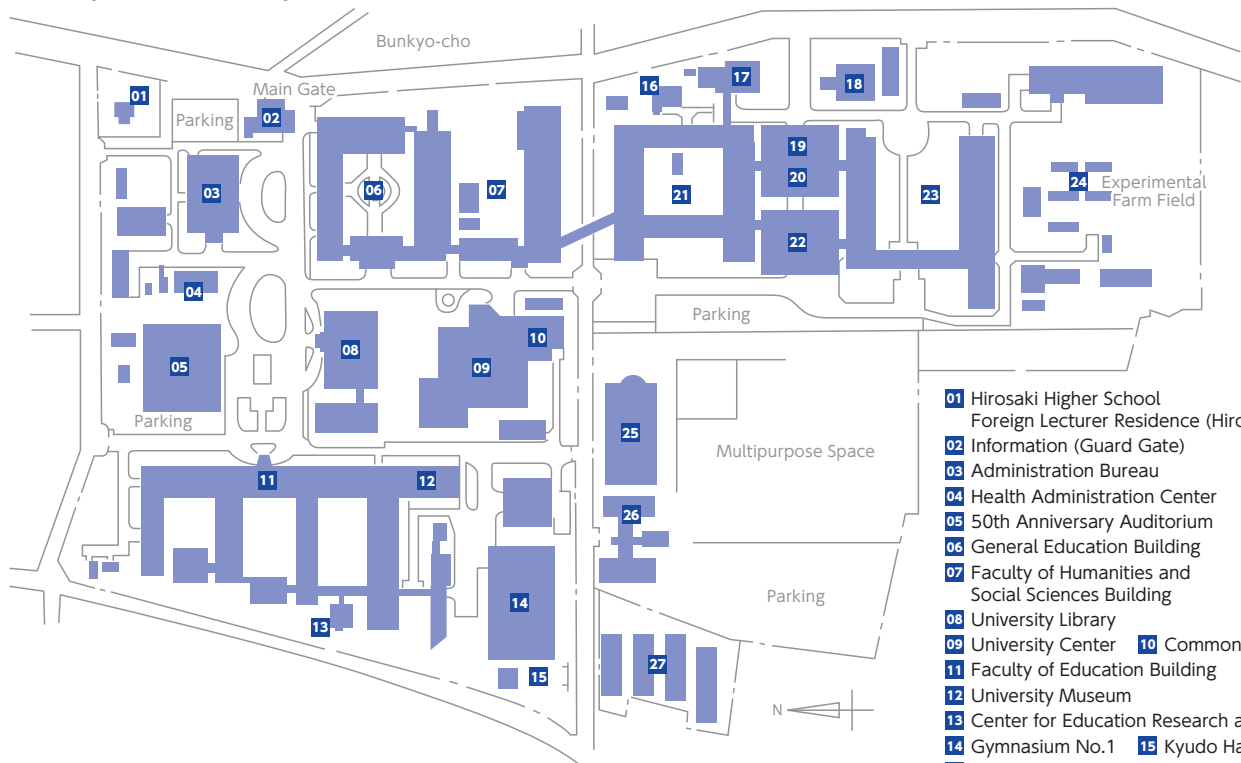 Bunkyo-cho
Main Gate
Parking
01
02
03
04
05
06
07
08
09
10
11
12
13
14
15
16
17
18
19
20
21
22
23
24
25
26
27
Experimental
Farm Field
Parking
Parking
Multipurpose Space
Parking
N
01 Hirosaki Higher School
Foreign Lecturer Residence (Hiro
02 Information (Guard Gate)
03 Administration Bureau
04 Health Administration Center
05 50th Anniversary Auditorium
06 General Education Building
07 Faculty of Humanities and
Social Sciences Building
08 University Library
09 University Center 10 Common
11 Faculty of Education Building
12 University Museum
13 Center for Education Research a
14 Gymnasium No.1 15 Kyudo Ha